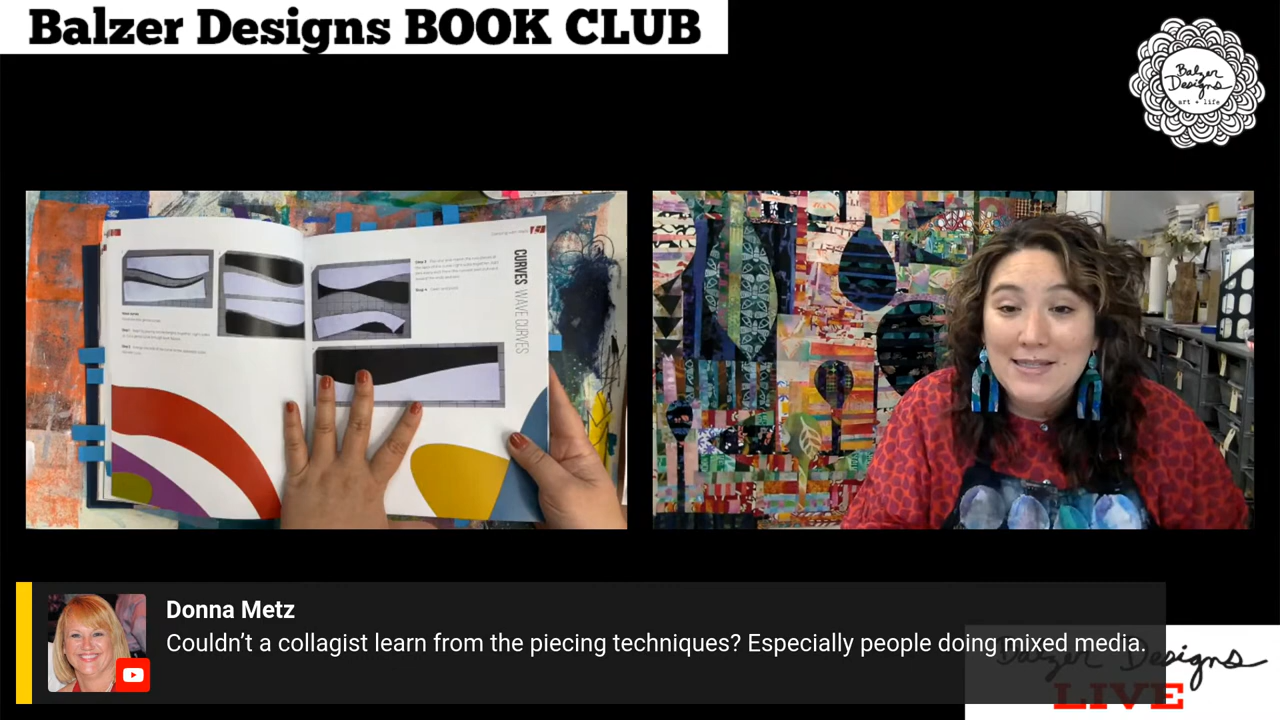 Balzer Designs BOOK CLUB
Balzer
Designs
art + life
CURVES WAVE CURVES
Donna Metz
Couldn’t a collagist learn from the piecing techniques? Especially people doing mixed media.
Balzer Designs
LIVE